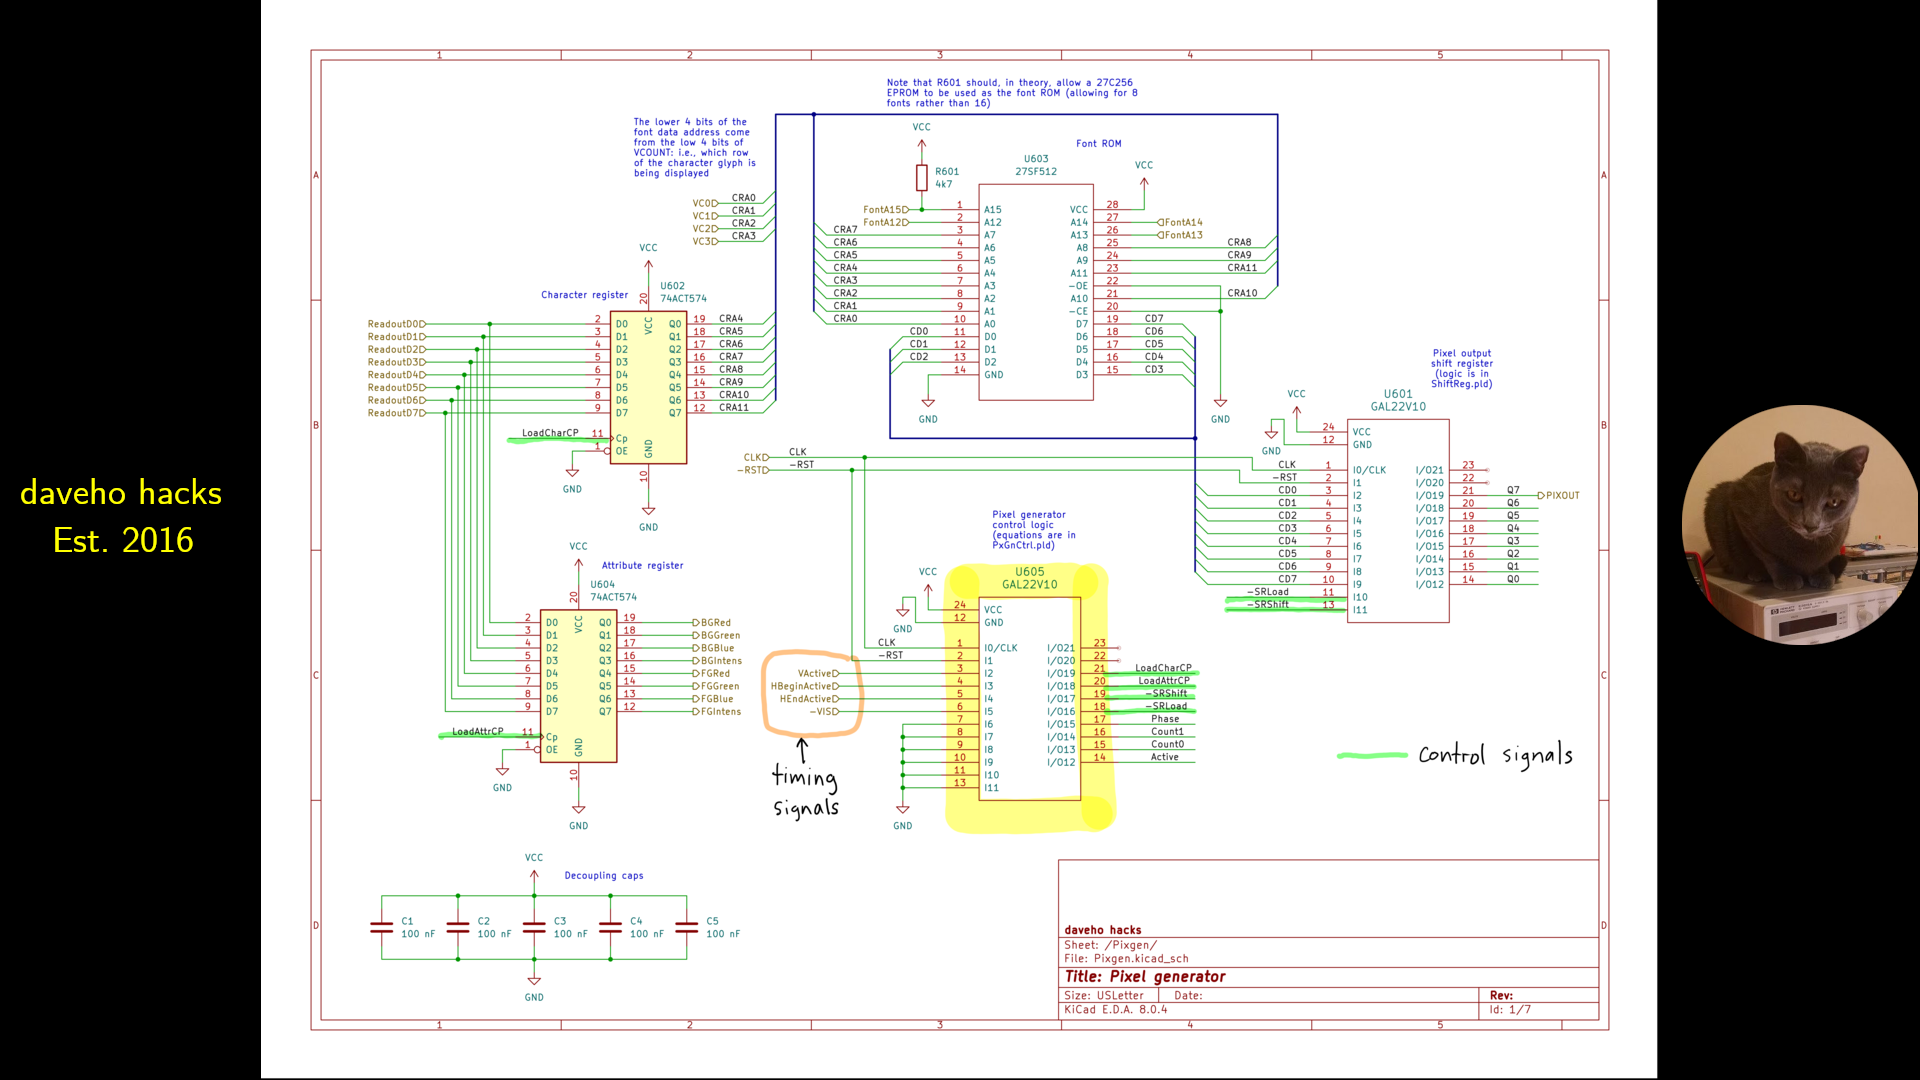 daveho hacks
Est. 2016
1
2
3
4
5
A
B
C
D
Note that R601 should, in theory, allow a 27C256
EPROM to be used as the font ROM (allowing for 8
fonts rather than 16)
The lower 4 bits of the
font data address come
from the low 4 bits of
VCOUNT: i.e., which row
of the character glyph is
being displayed
VC0 CRA0
VC1 CRA1
VC2 CRA2
VC3 CRA3
VCC
R601
4k7
Font ROM
U603
27SF512
VCC
FontA15 1 A15 VCC 28
FontA12 2 A12 A14 27 FontA14
CRA7 3 A7 A13 26 FontA13
CRA6 4 A6 A8 25 CRA8
CRA5 5 A5 A9 24 CRA9
CRA4 6 A4 A11 23 CRA11
CRA3 7 A3 -OE 22
CRA2 8 A2 A10 21 CRA10
CRA1 9 A1 -CE 20
CRA0 10 A0 D7 19 CD7
CD0 11 D0 D6 18 CD6
CD1 12 D1 D5 17 CD5
CD2 13 D2 D4 16 CD4
14 GND D3 15 CD3
GND
GND
VCC
Character register
U602
74ACT574
20
VCC
ReadoutD0 2 D0 Q0 19 CRA4
ReadoutD1 3 D1 Q1 18 CRA5
ReadoutD2 4 D2 Q2 17 CRA6
ReadoutD3 5 D3 Q3 16 CRA7
ReadoutD4 6 D4 Q4 15 CRA8
ReadoutD5 7 D5 Q5 14 CRA9
ReadoutD6 8 D6 Q6 13 CRA10
ReadoutD7 9 D7 Q7 12 CRA11
LoadCharCP 11 Cp
1 OE
GND
10
GND
GND
CLK CLK
-RST -RST
Pixel output
shift register
(logic is in
ShiftReg.pld)
VCC
U601
GAL22V10
GND
24 VCC
12 GND
CLK 1 I0/CLK I/O21 23
-RST 2 I1 I/O20 22
CD0 3 I2 I/O19 21 Q7 PIXOUT
CD1 4 I3 I/O18 20 Q6
CD2 5 I4 I/O17 19 Q5
CD3 6 I5 I/O16 18 Q4
CD4 7 I6 I/O15 17 Q3
CD5 8 I7 I/O14 16 Q2
CD6 9 I8 I/O13 15 Q1
CD7 10 I9 I/O12 14 Q0
-SRLoad 11 I10
-SRShift 13 I11
VCC
Attribute register
U604
74ACT574
20
VCC
2 D0 Q0 19 BGRed
3 D1 Q1 18 BGGreen
4 D2 Q2 17 BGBlue
5 D3 Q3 16 BGIntens
6 D4 Q4 15 FGRed
7 D5 Q5 14 FGGreen
8 D6 Q6 13 FGBlue
9 D7 Q7 12 FGIntens
LoadAttrCP 11 Cp
1 OE
GND
10
GND
GND
Pixel generator
control logic
(equations are in
PxGnCtrl.pld)
VCC
U605
GAL22V10
GND
24 VCC
12 GND
CLK 1 I0/CLK I/O21 23
-RST 2 I1 I/O20 22
VActive 3 I2 I/O19 21 LoadCharCP
HBeginActive 4 I3 I/O18 20 LoadAttrCP
HEndActive 5 I4 I/O17 19 -SRShift
-VIS 6 I5 I/O16 18 -SRLoad
7 I6 I/O15 17 Phase
8 I7 I/O14 16 Count1
9 I8 I/O13 15 Count0
10 I9 I/O12 14 Active
11 I10
13 I11
GND
timing
signals
control signals
VCC
Decoupling caps
C1 C2 C3 C4 C5
100 nF 100 nF 100 nF 100 nF 100 nF
GND
daveho hacks
Sheet: /Pixgen/
File: Pixgen.kicad_sch
Title: Pixel generator
Size: USLetter Date: Rev:
KiCad E.D.A. 8.0.4 Id: 1/7
A
B
C
D
1
2
3
4
5